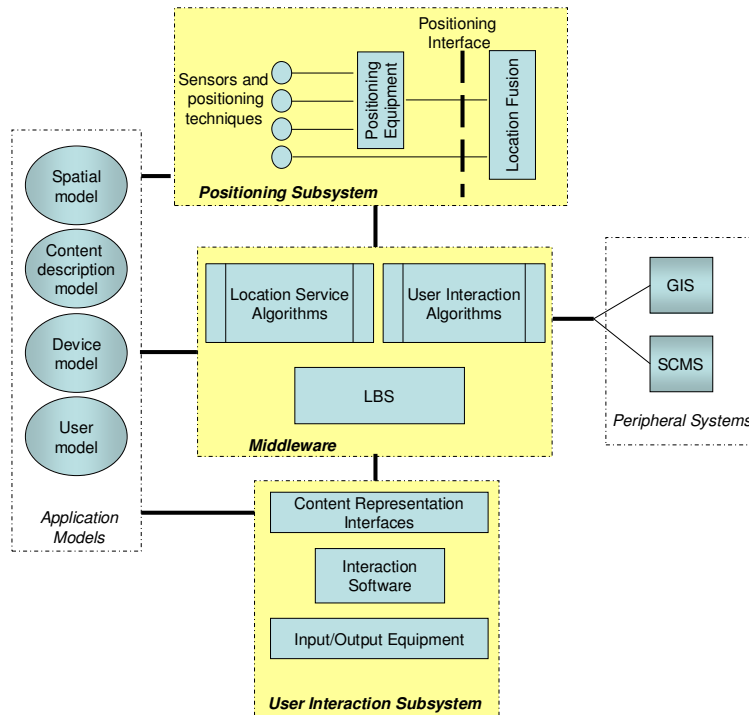 Positioning
Interface
Sensors and
positioning
techniques
Positioning
Equipment
Location Fusion
Positioning Subsystem
Spatial
model
Content
description
model
Device
model
User
model
Application
Models
Location Service
Algorithms
User Interaction
Algorithms
LBS
Middleware
GIS
SCMS
Peripheral Systems
Content Representation
Interfaces
Interaction
Software
Input/Output Equipment
User Interaction Subsystem